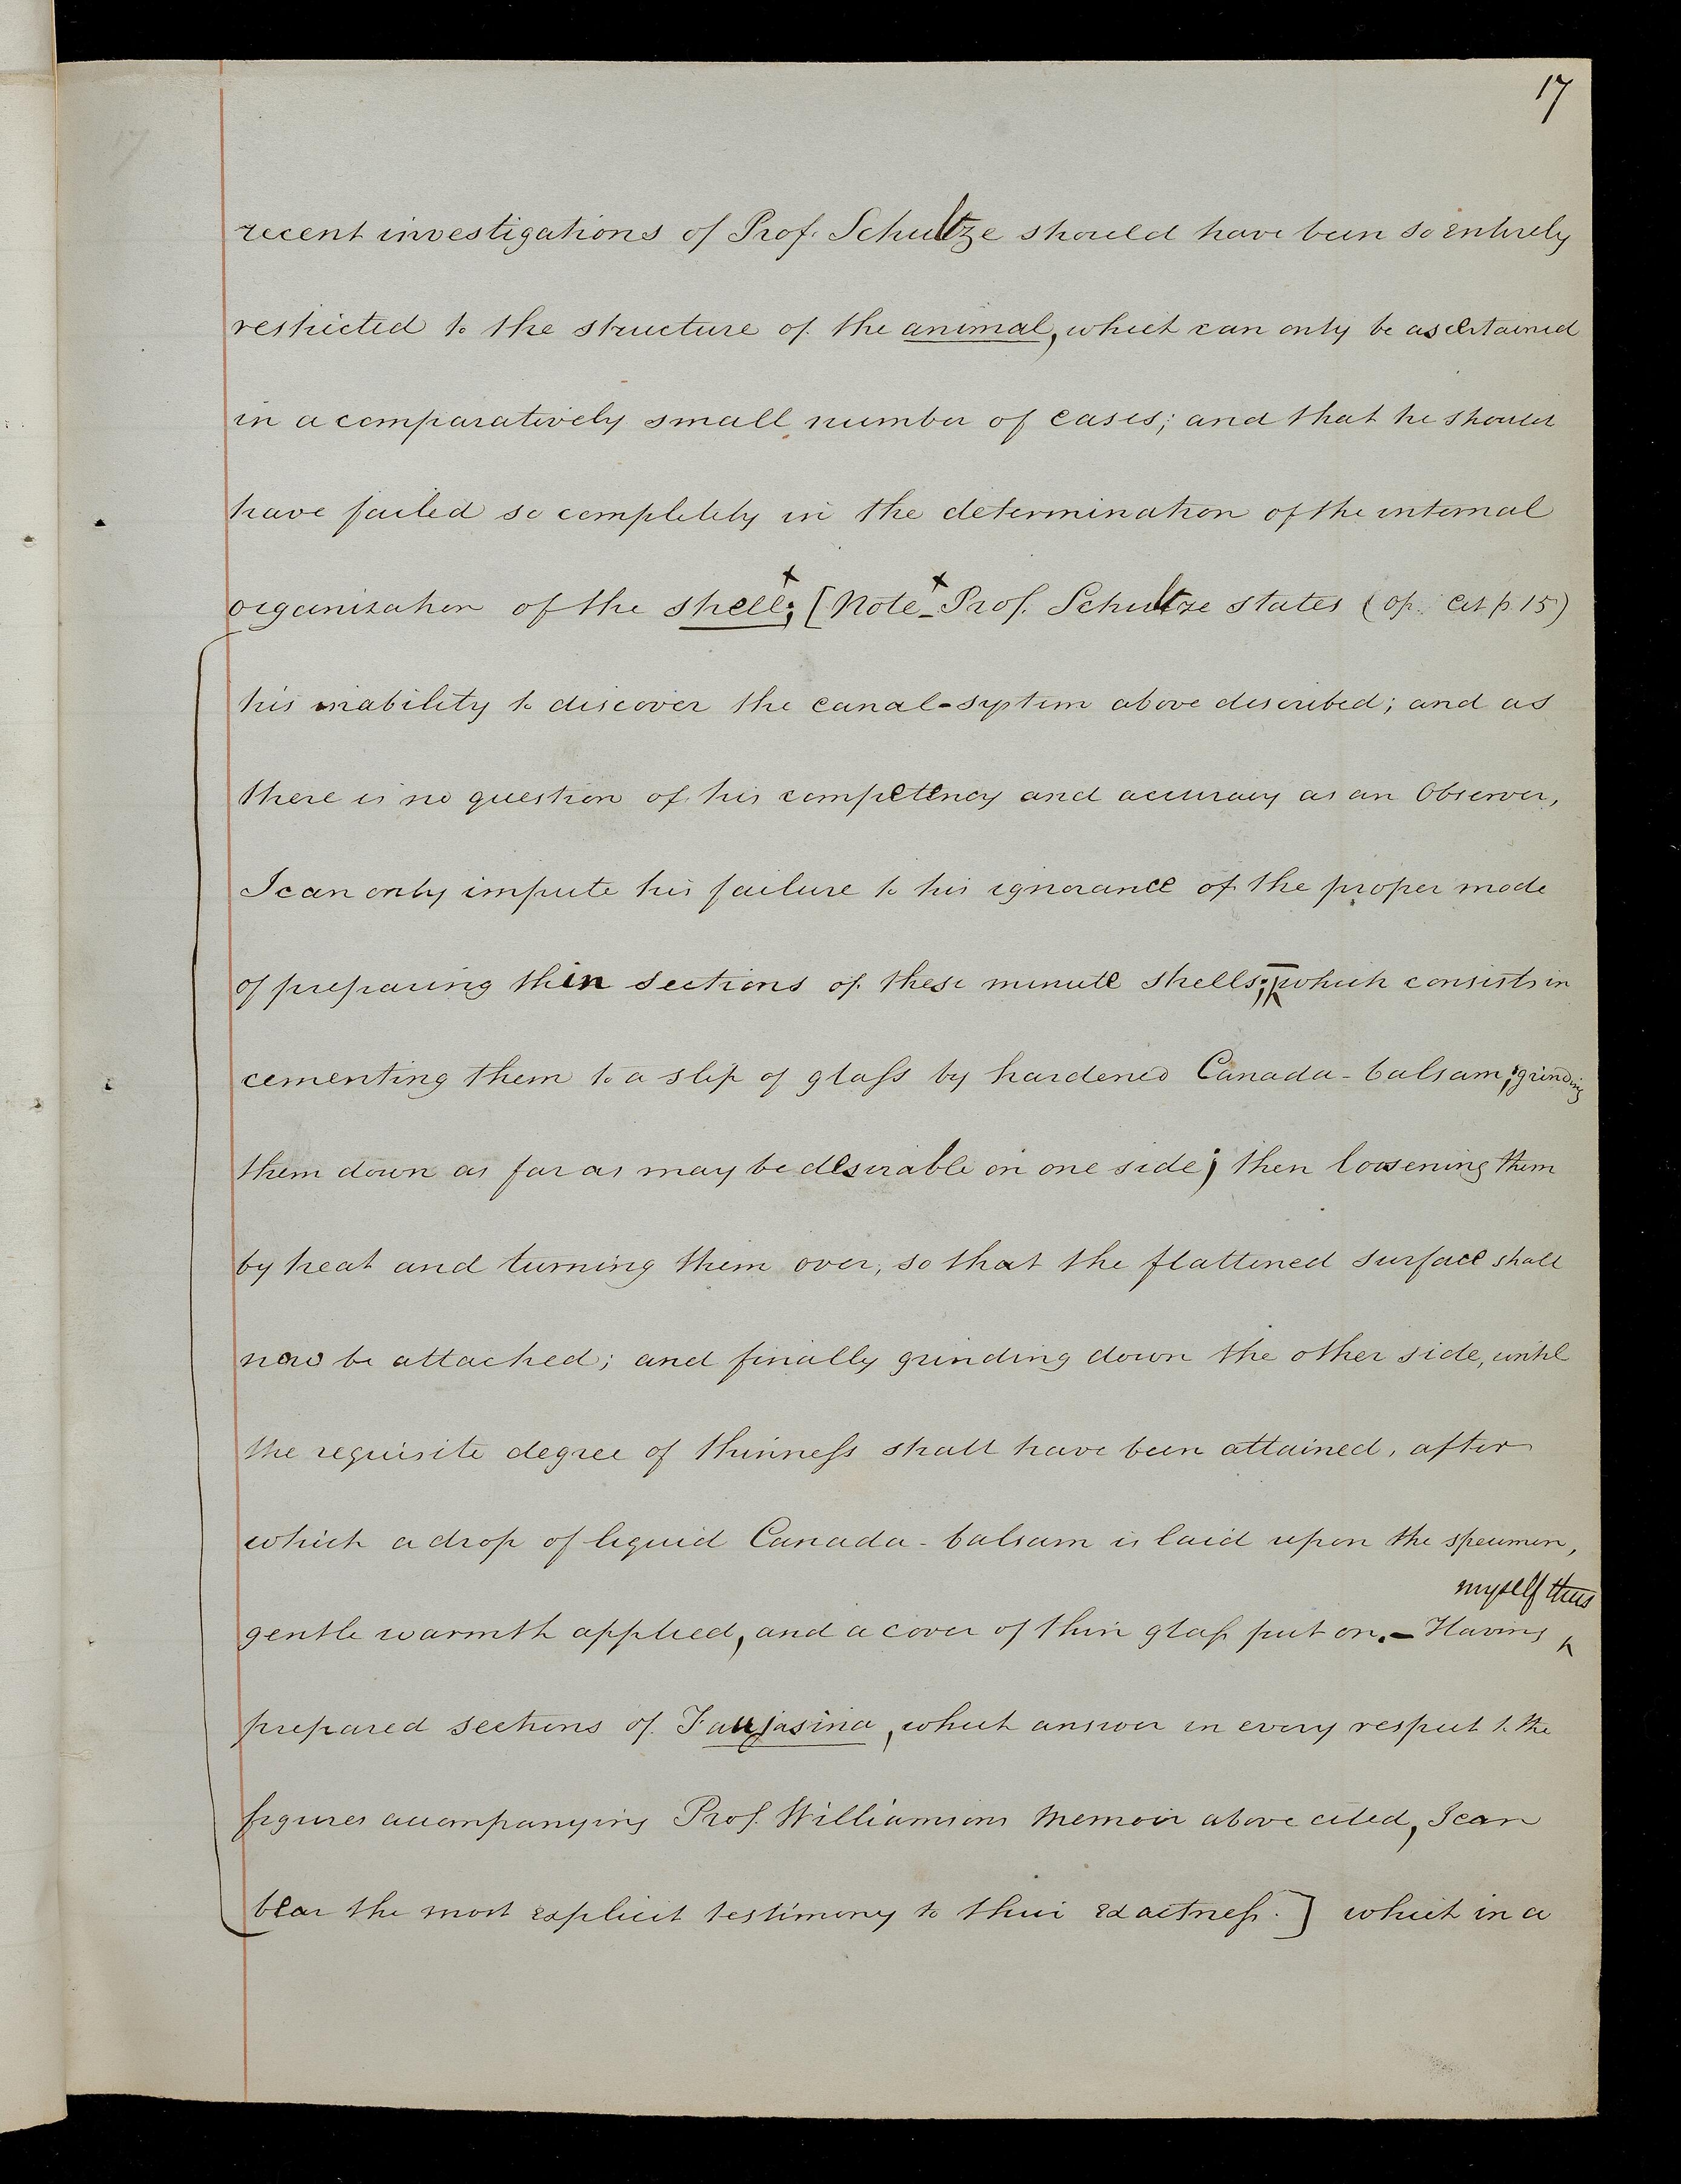 17
recent investigations of Prof. Schultze should have been so entirely
restricted to the structure of the animal, which can only be ascertained
in a comparatively small number of cases; and that he should
have failed so completely in the determination of the internal
organization of the shell;x [Note x_ Prof. Schultze states (op. cit p. 15)
his inability to discover the canal-system above described; and as
there is no question of his competency and accuracy as an Observer,
I can only impute his failure to his ignorance of the proper mode
of preparing thin sections of these minute shells; – which consists in
cementing them to a slip of glass by hardened Canada-balsam; grinding
them down as far as may be desirable on one side; then loosening them
by heat and turning them over, so that the flattened surface shall
now be attached; and finally grinding down the other side, until
the requisite degree of thinness shall have been attained, after
which a drop of liquid Canada-balsam is laid upon the specimen,
myself thus
gentle warmth applied, and a cover of thin glass put on. – Having ^
prepared sections of Faujasina, which answer in every respect to the
figures accompanying Prof. Williamsons Memoir above cited, I can
bear the most explicit testimony to their exactness.] which in a